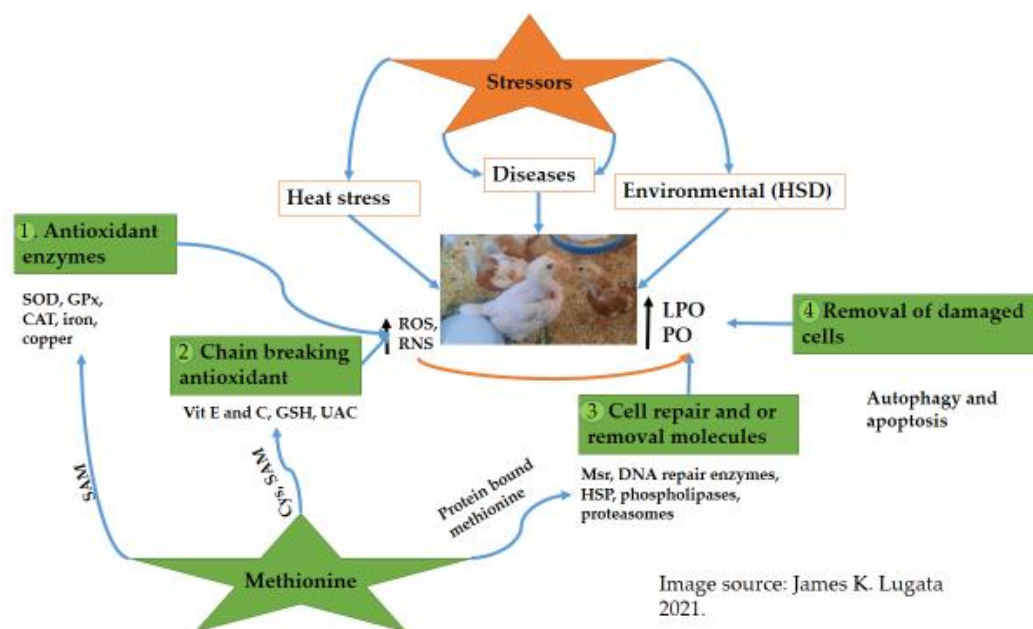 Stressors
Heat stress
Diseases
Environmental (HSD)
1. Antioxidant
enzymes
SOD, GPx,
CAT, iron,
copper
ROS,
RNS
LPO
PO
4 Removal of damaged
cells
2 Chain breaking
antioxidant
Vit E and C, GSH, UAC
Autophagy and
apoptosis
3 Cell repair and or
removal molecules
Msr, DNA repair enzymes,
HSP, phospholipases,
proteasomes
SAM
Cys, SAM
Protein bound
methionine
Methionine
Image source: James K. Lugata
2021.